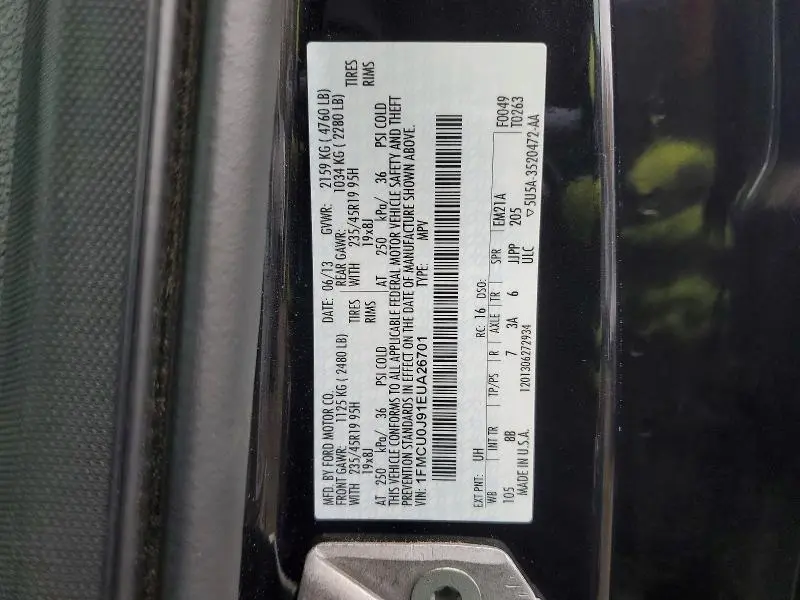 MFD. BY FORD MOTOR CO. DATE: 06/13 GVWR: 2159 KG ( 4760 LB)
FRONT GAWR: 1125 KG ( 2480 LB) REAR GAWR: 1034 KG ( 2280 LB)
WITH 235/45R19 95H TIRES WITH 235/45R19 95H TIRES
19x8J RIMS 19x8J RIMS
AT 250 kPa/ 36 PSI COLD AT 250 kPa/ 36 PSI COLD
THIS VEHICLE CONFORMS TO ALL APPLICABLE FEDERAL MOTOR VEHICLE SAFETY AND THEFT
PREVENTION STANDARDS IN EFFECT ON THE DATE OF MANUFACTURE SHOWN ABOVE.
VIN: 1FMCU0J91EUA26701 TYPE: MPV
EXT PNT: UH RC: 16 DSO:
WB INT TR TP/PS R AXLE TR SPR EM21A F0049
105 8B 7 3A 6 JJPP 205 T0263
MADE IN U.S.A. 1201306272934 ULC ▽ 5U5A-3520472-AA